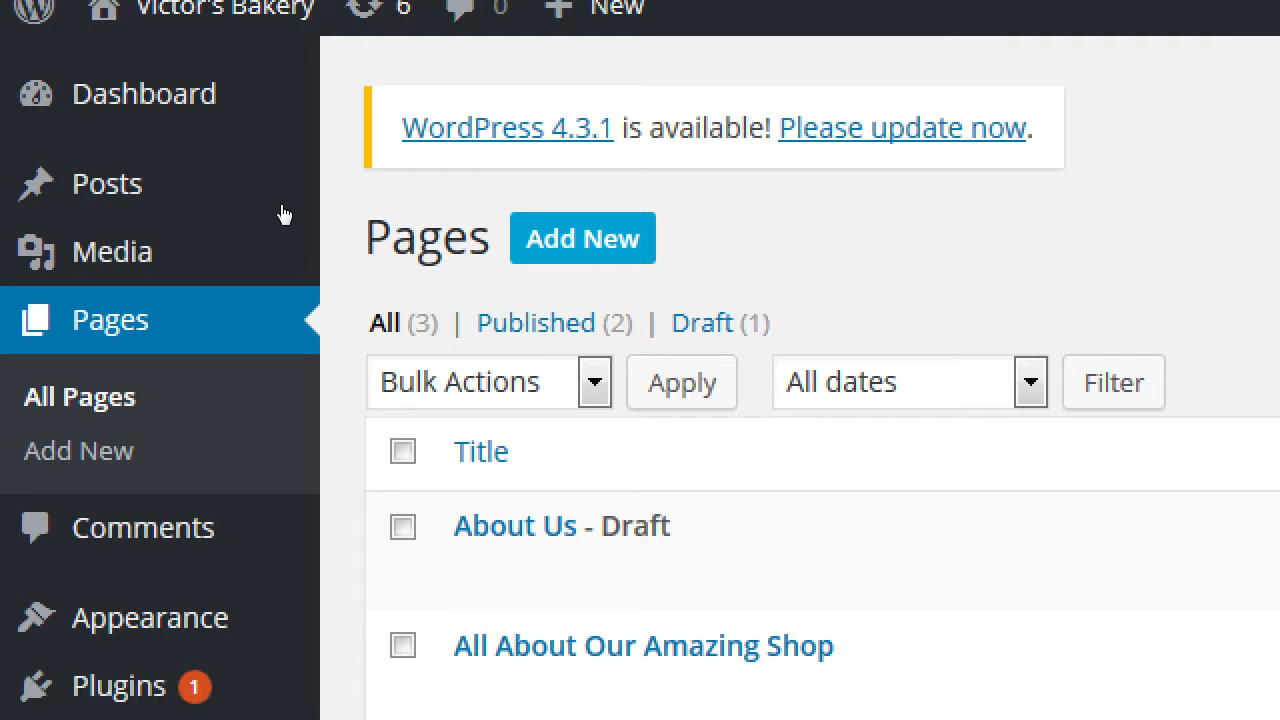 Victor's Bakery 6 0 New
Dashboard
WordPress 4.3.1 is available! Please update now.
Posts
Media
Pages
All Pages
Add New
Comments
Appearance
Plugins 1
Pages Add New
All (3) | Published (2) | Draft (1)
Bulk Actions Apply All dates Filter
Title
About Us - Draft
All About Our Amazing Shop